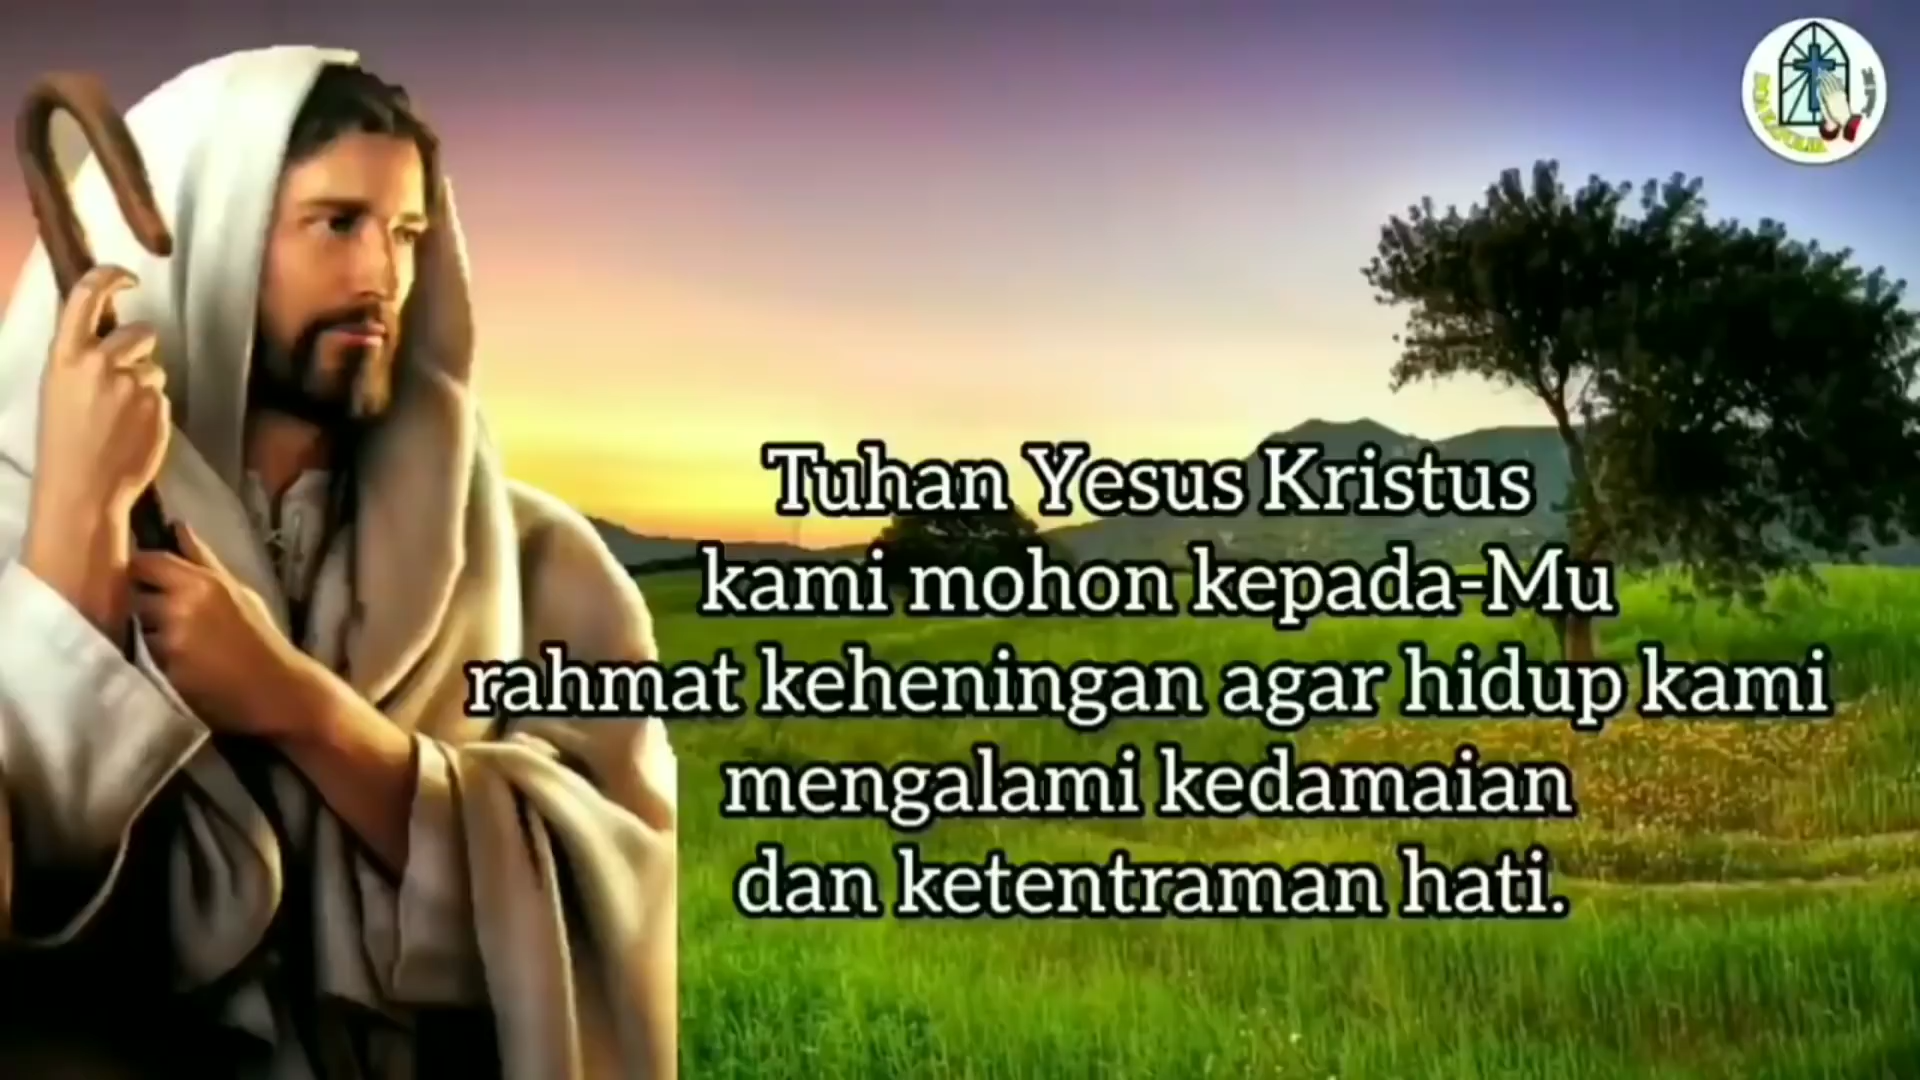 Tuhan Yesus Kristus
kami mohon kepada-Mu
rahmat keheningan agar hidup kami
mengalami kedamaian
dan ketentraman hati.